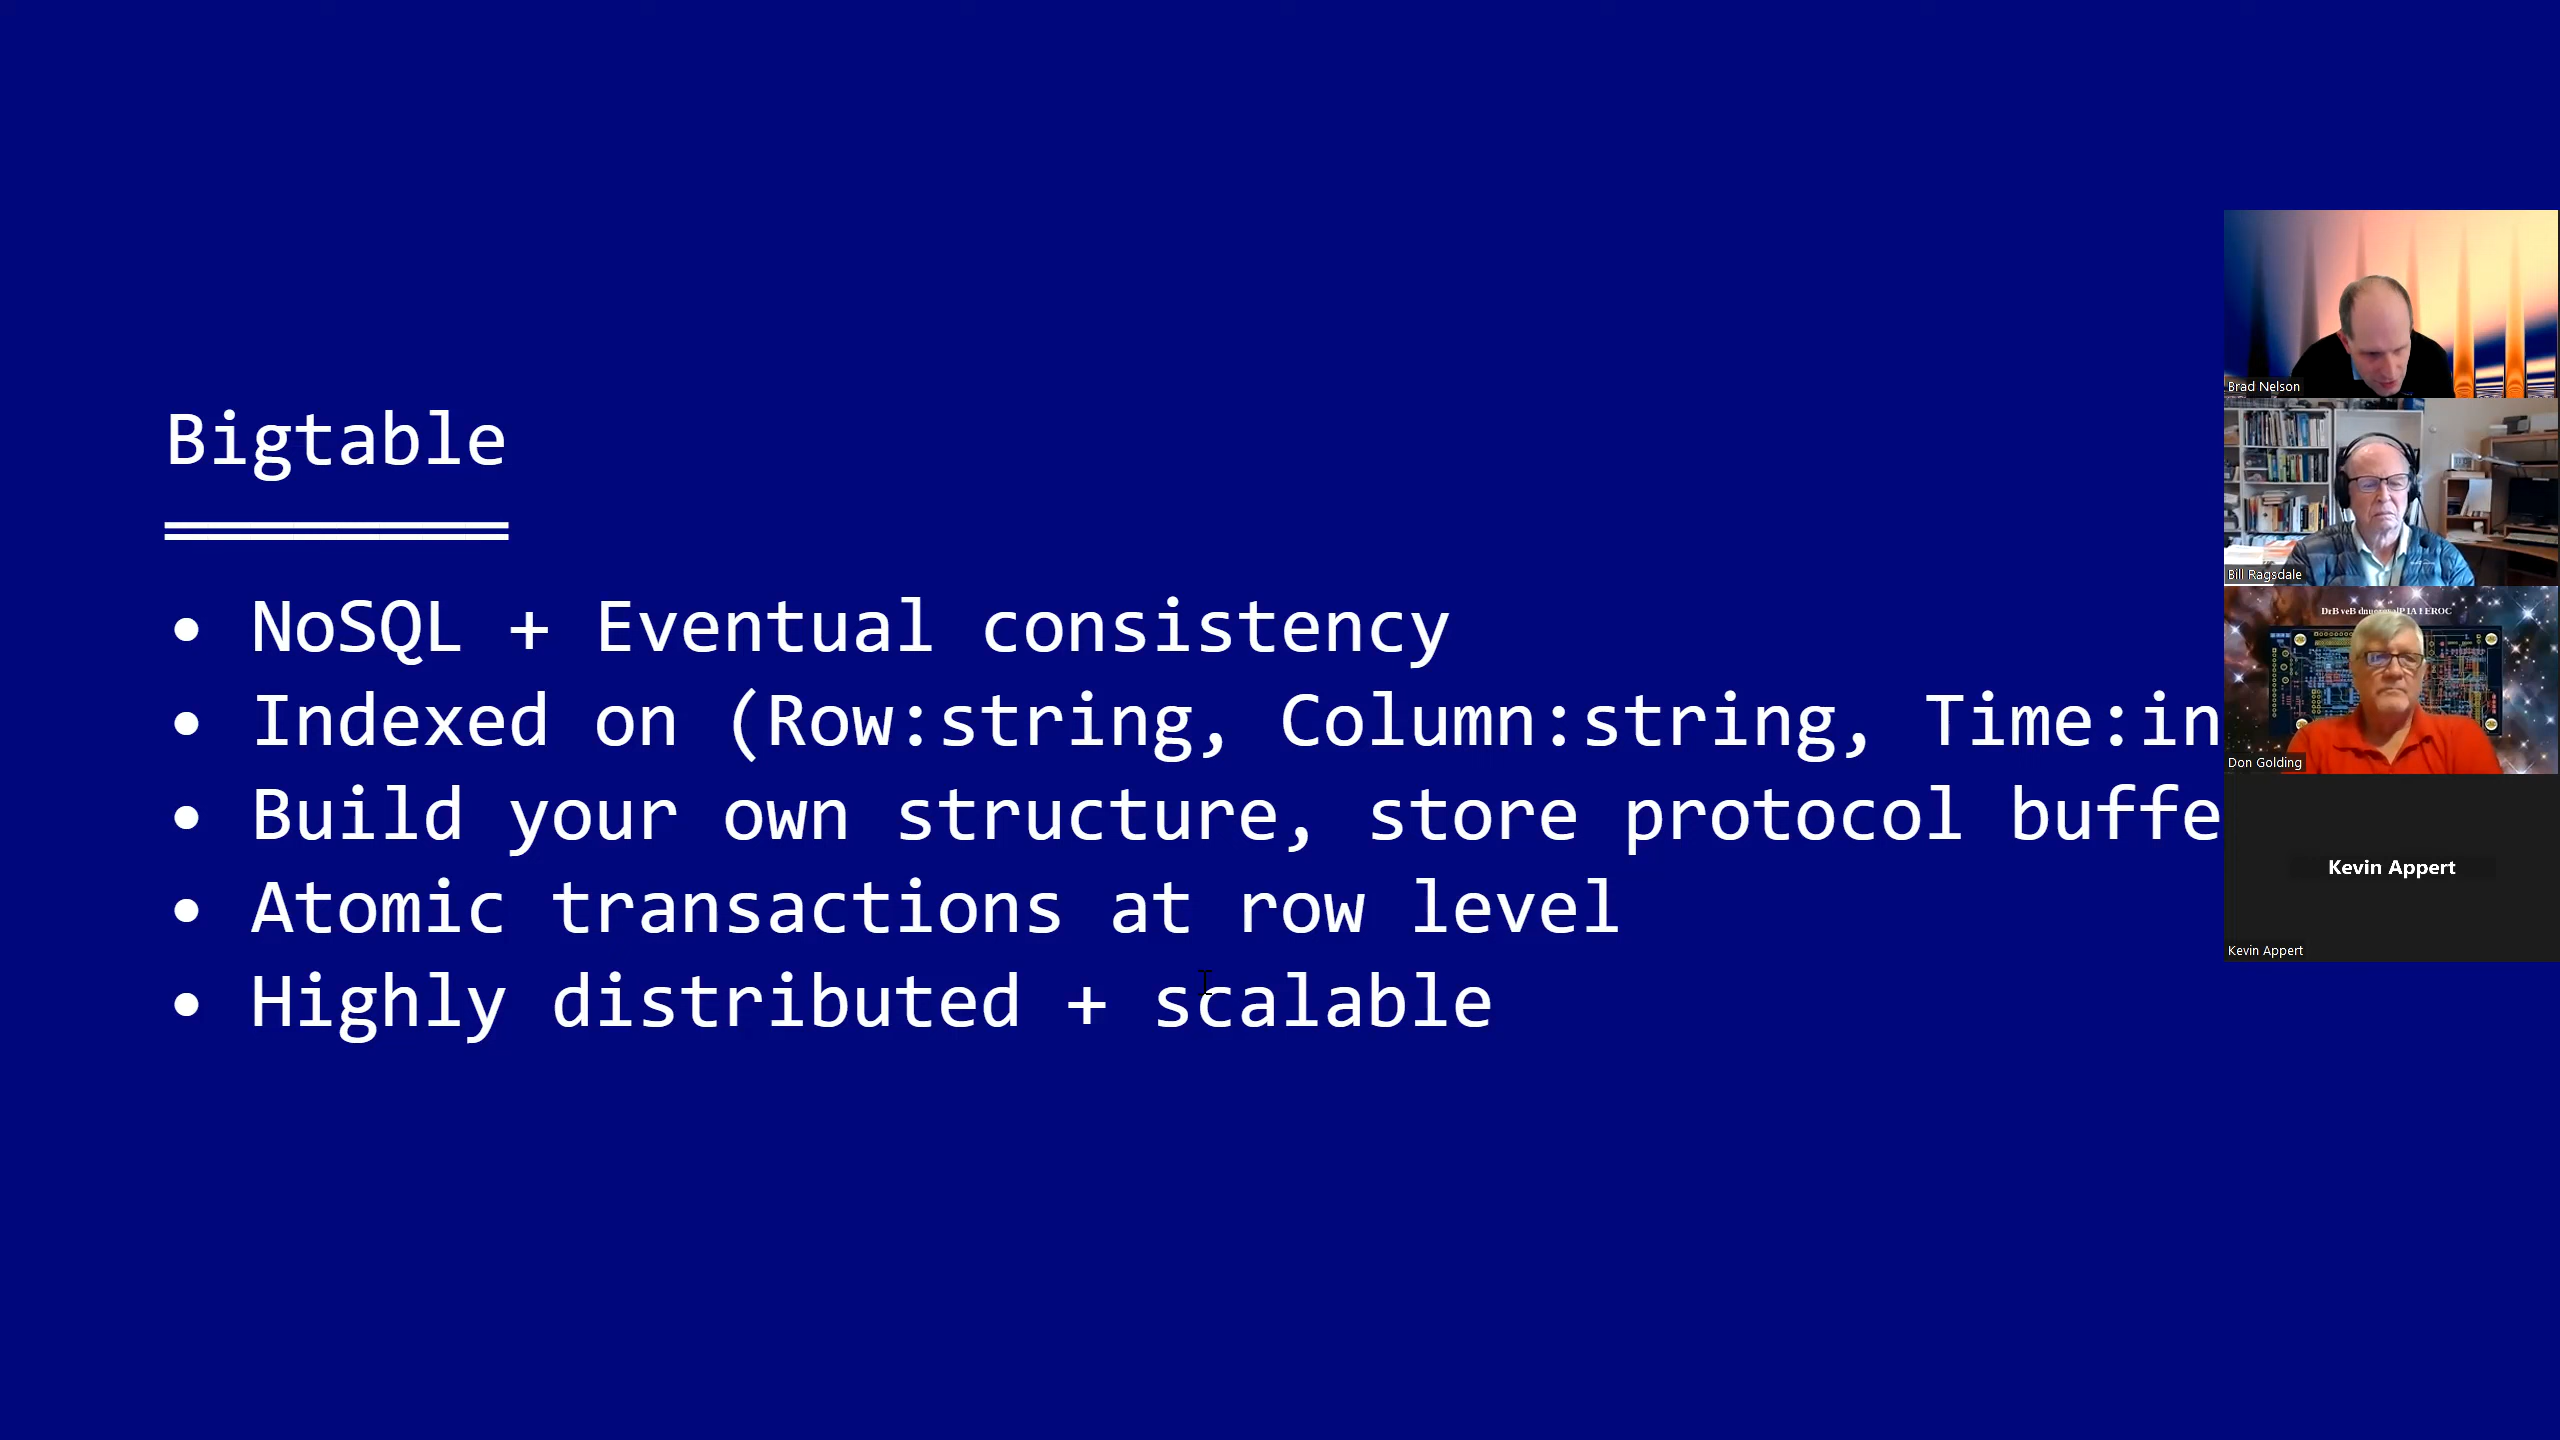 Bigtable
• NoSQL + Eventual consistency
• Indexed on (Row:string, Column:string, Time:in
• Build your own structure, store protocol buffe
• Atomic transactions at row level
• Highly distributed + scalable
Brad Nelson
Bill Ragsdale
Don Golding
Kevin Appert
Kevin Appert